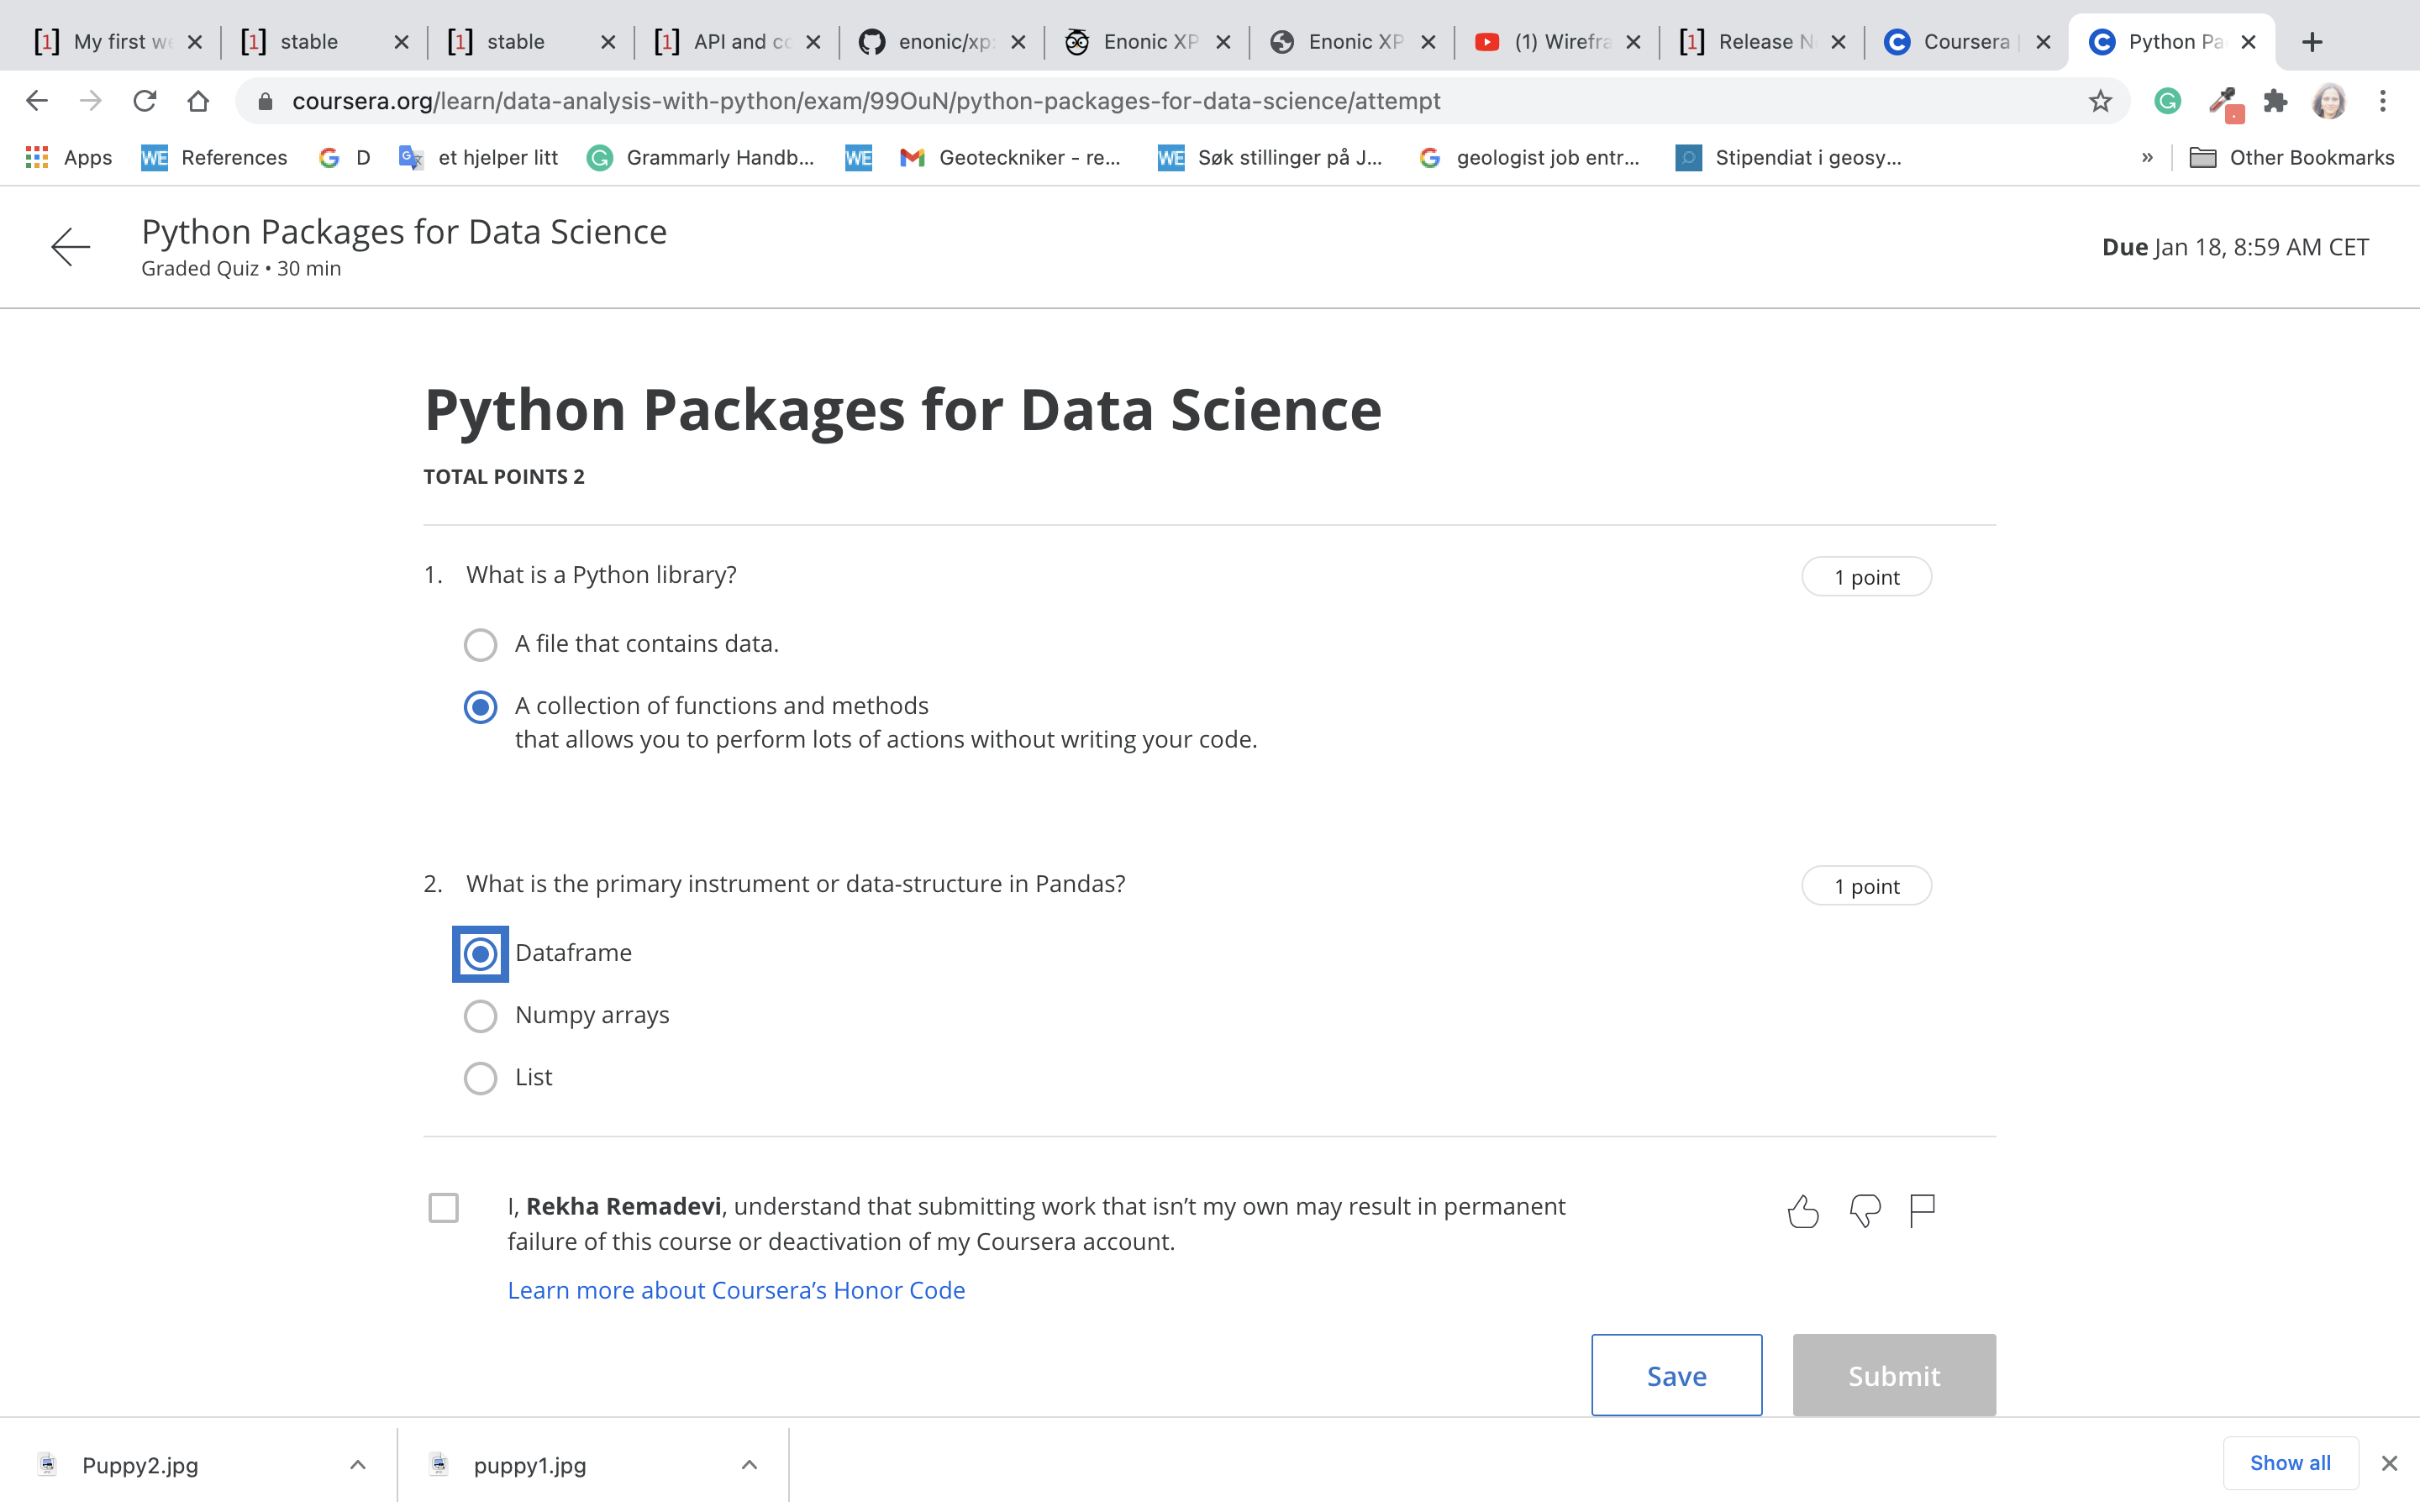 My first we
stable
stable
API and co
enonic/xp:
Enonic XP
Enonic XP
(1) Wirefra
Release N
Coursera
Python Pa
coursera.org/learn/data-analysis-with-python/exam/99OuN/python-packages-for-data-science/attempt
Apps
WE References
D
et hjelper litt
Grammarly Handb...
WE
Geoteckniker - re...
WE Søk stillinger på J...
geologist job entr...
Stipendiat i geosy...
»
Other Bookmarks
Python Packages for Data Science
Graded Quiz • 30 min
Due Jan 18, 8:59 AM CET
Python Packages for Data Science
TOTAL POINTS 2
1. What is a Python library?
1 point
A file that contains data.
A collection of functions and methods
that allows you to perform lots of actions without writing your code.
2. What is the primary instrument or data-structure in Pandas?
1 point
Dataframe
Numpy arrays
List
I, Rekha Remadevi, understand that submitting work that isn’t my own may result in permanent
failure of this course or deactivation of my Coursera account.
Learn more about Coursera’s Honor Code
Save
Submit
Puppy2.jpg
puppy1.jpg
Show all